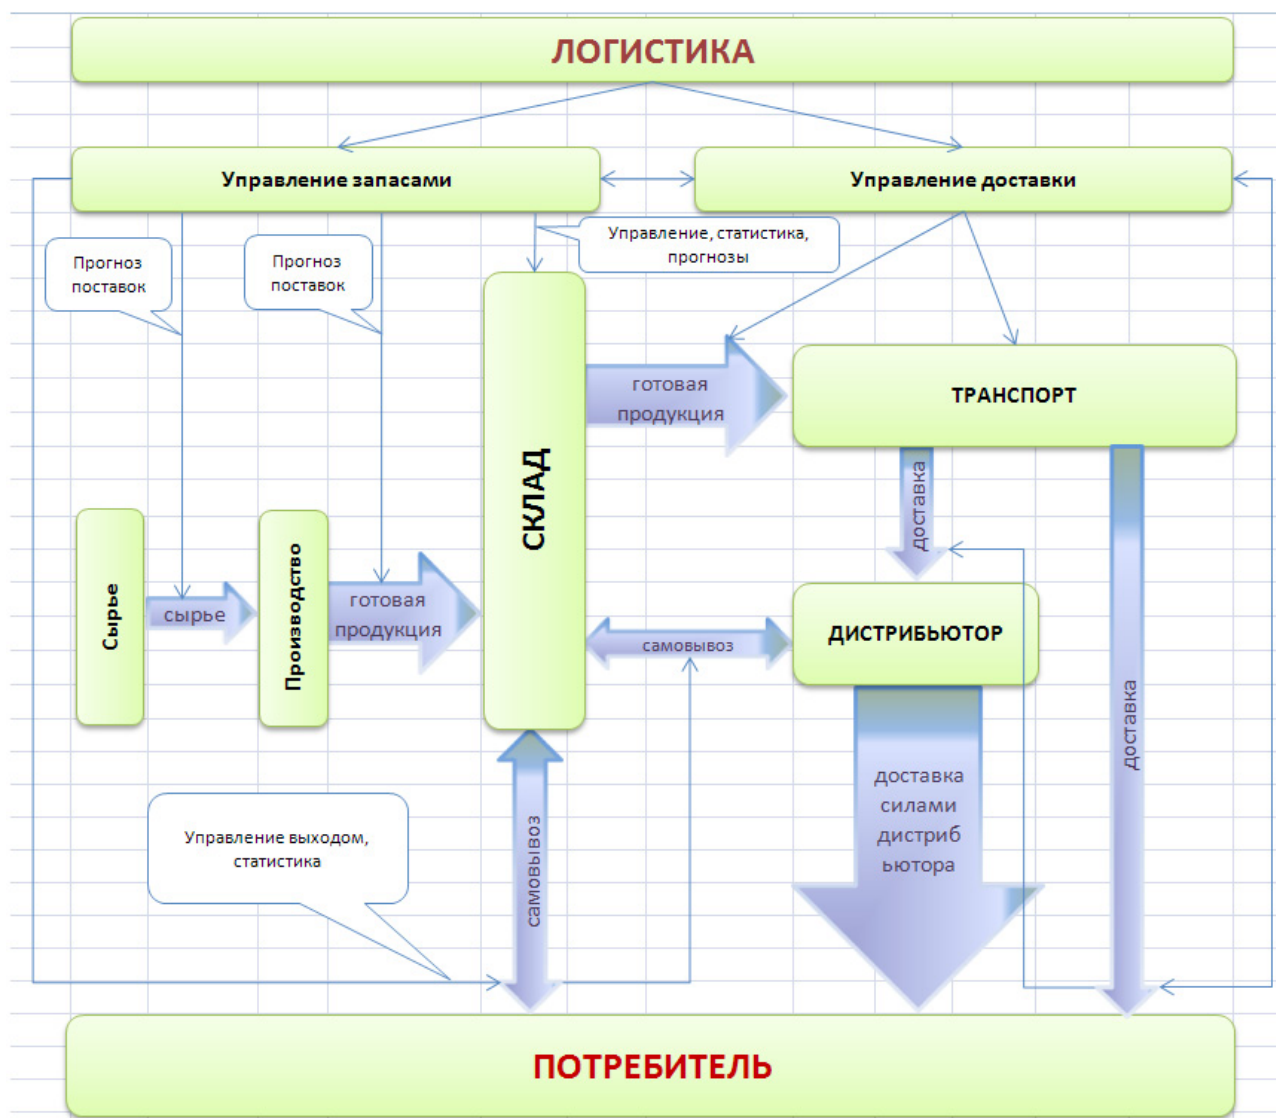 ЛОГИСТИКА
Управление запасами
Управление доставки
Управление, статистика,
прогнозы
Прогноз
поставок
Прогноз
поставок
готовая
продукция
ТРАНСПОРТ
СКЛАД
доставка
Сырье
сырье
Производство
готовая
продукция
самовывоз
ДИСТРИБЬЮТОР
доставка
доставка
силами
дистриб
ьютора
Управление выходом,
статистика
самовывоз
ПОТРЕБИТЕЛЬ